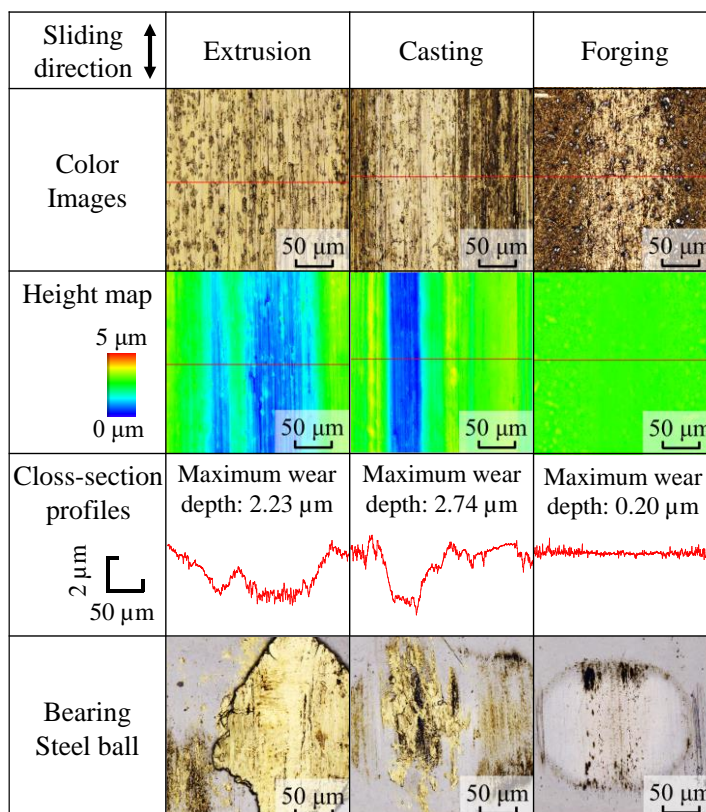 Sliding
direction
Extrusion
Casting
Forging
Color
Images
50 μm
50 μm
50 μm
Height map
5 μm
0 μm
50 μm
50 μm
50 μm
Closs-section
profiles
2 μm
50 μm
Maximum wear
depth: 2.23 μm
Maximum wear
depth: 2.74 μm
Maximum wear
depth: 0.20 μm
Bearing
Steel ball
50 μm
50 μm
50 μm